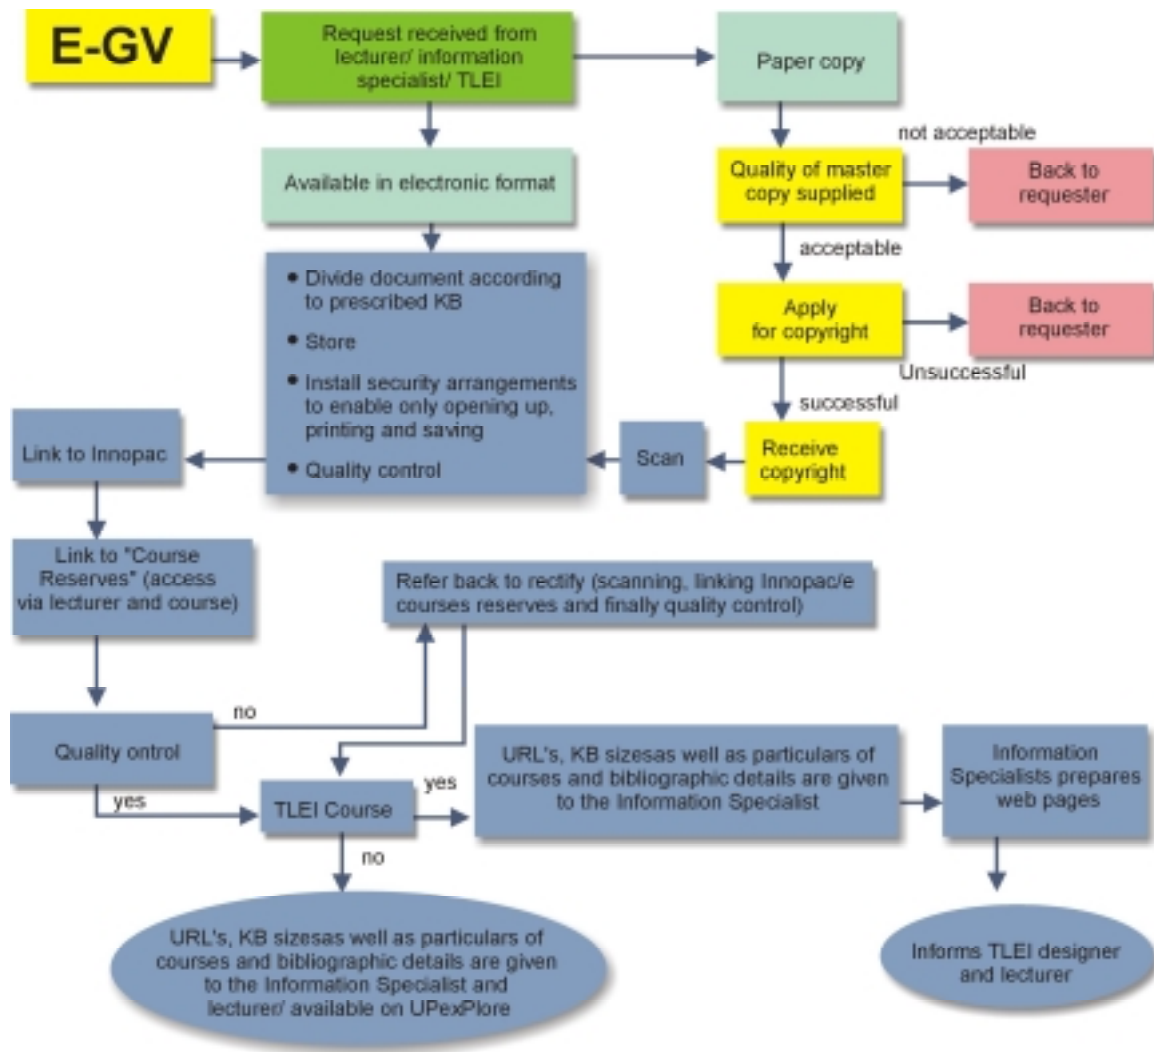 E-GV
Request received from
lecturer/ information
specialist/ TLEI
Paper copy
not acceptable
Available in electronic format
Quality of master
copy supplied
Back to
requester
acceptable
• Divide document according
to prescribed KB
• Store
• Install security arrangements
to enable only opening up,
printing and saving
• Quality control
Apply
for copyright
Back to
requester
Unsuccessful
successful
Link to Innopac
Scan
Receive
copyright
Link to "Course
Reserves" (access
via lecturer and course)
Refer back to rectify (scanning, linking Innopac/e
courses reserves and finally quality control)
no
Quality ontrol
yes
TLEI Course
yes
no
URL's, KB sizesas well as particulars of
courses and bibliographic details are given
to the Information Specialist
Information
Specialists prepares
web pages
URL's, KB sizesas well as particulars of
courses and bibliographic details are given
to the Information Specialist and
lecturer/ available on UPexPlore
Informs TLEI designer
and lecturer